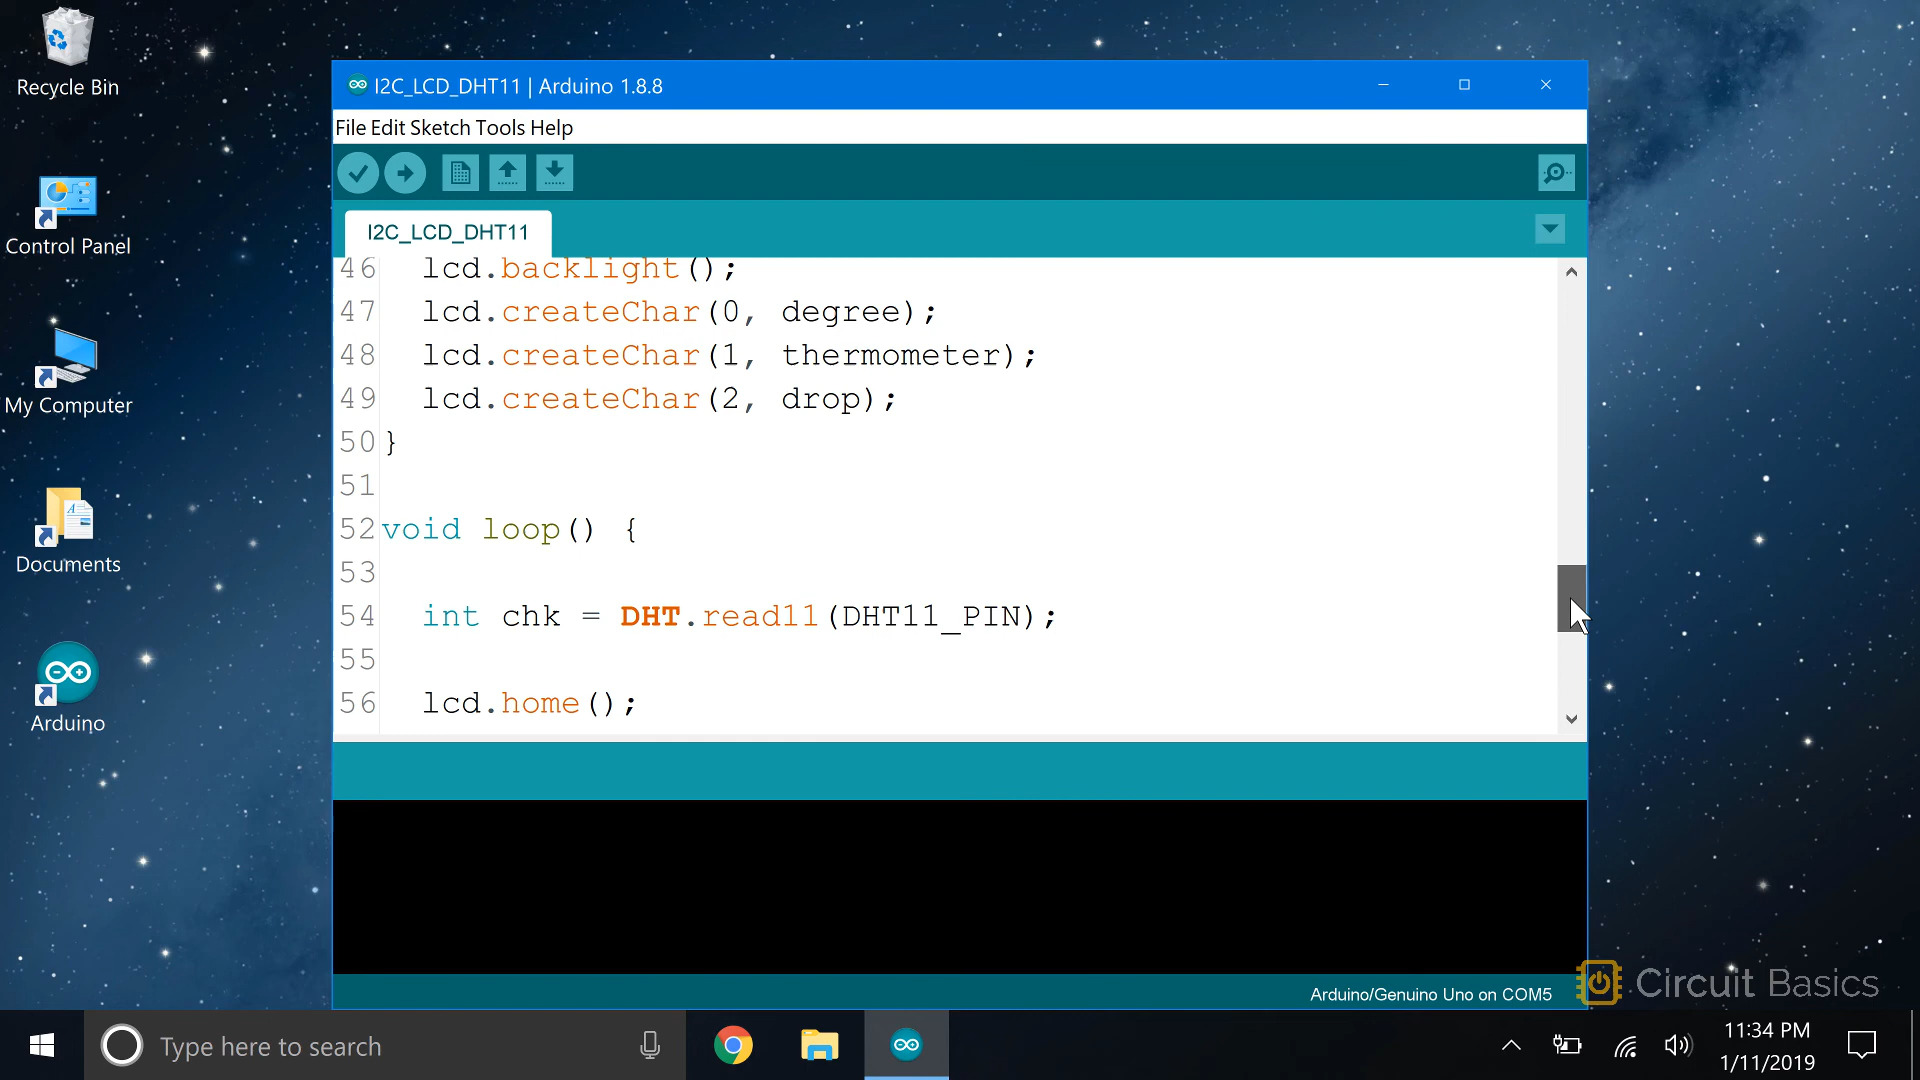 Recycle Bin
Control Panel
My Computer
Documents
Arduino
I2C_LCD_DHT11 | Arduino 1.8.8
File Edit Sketch Tools Help
I2C_LCD_DHT11
46 lcd.backlight();
47 lcd.createChar(0, degree);
48 lcd.createChar(1, thermometer);
49 lcd.createChar(2, drop);
50 }
51
52 void loop() {
53
54 int chk = DHT.read11(DHT11_PIN);
55
56 lcd.home();
Arduino/Genuino Uno on COM5
Circuit Basics
Type here to search
11:34 PM
1/11/2019